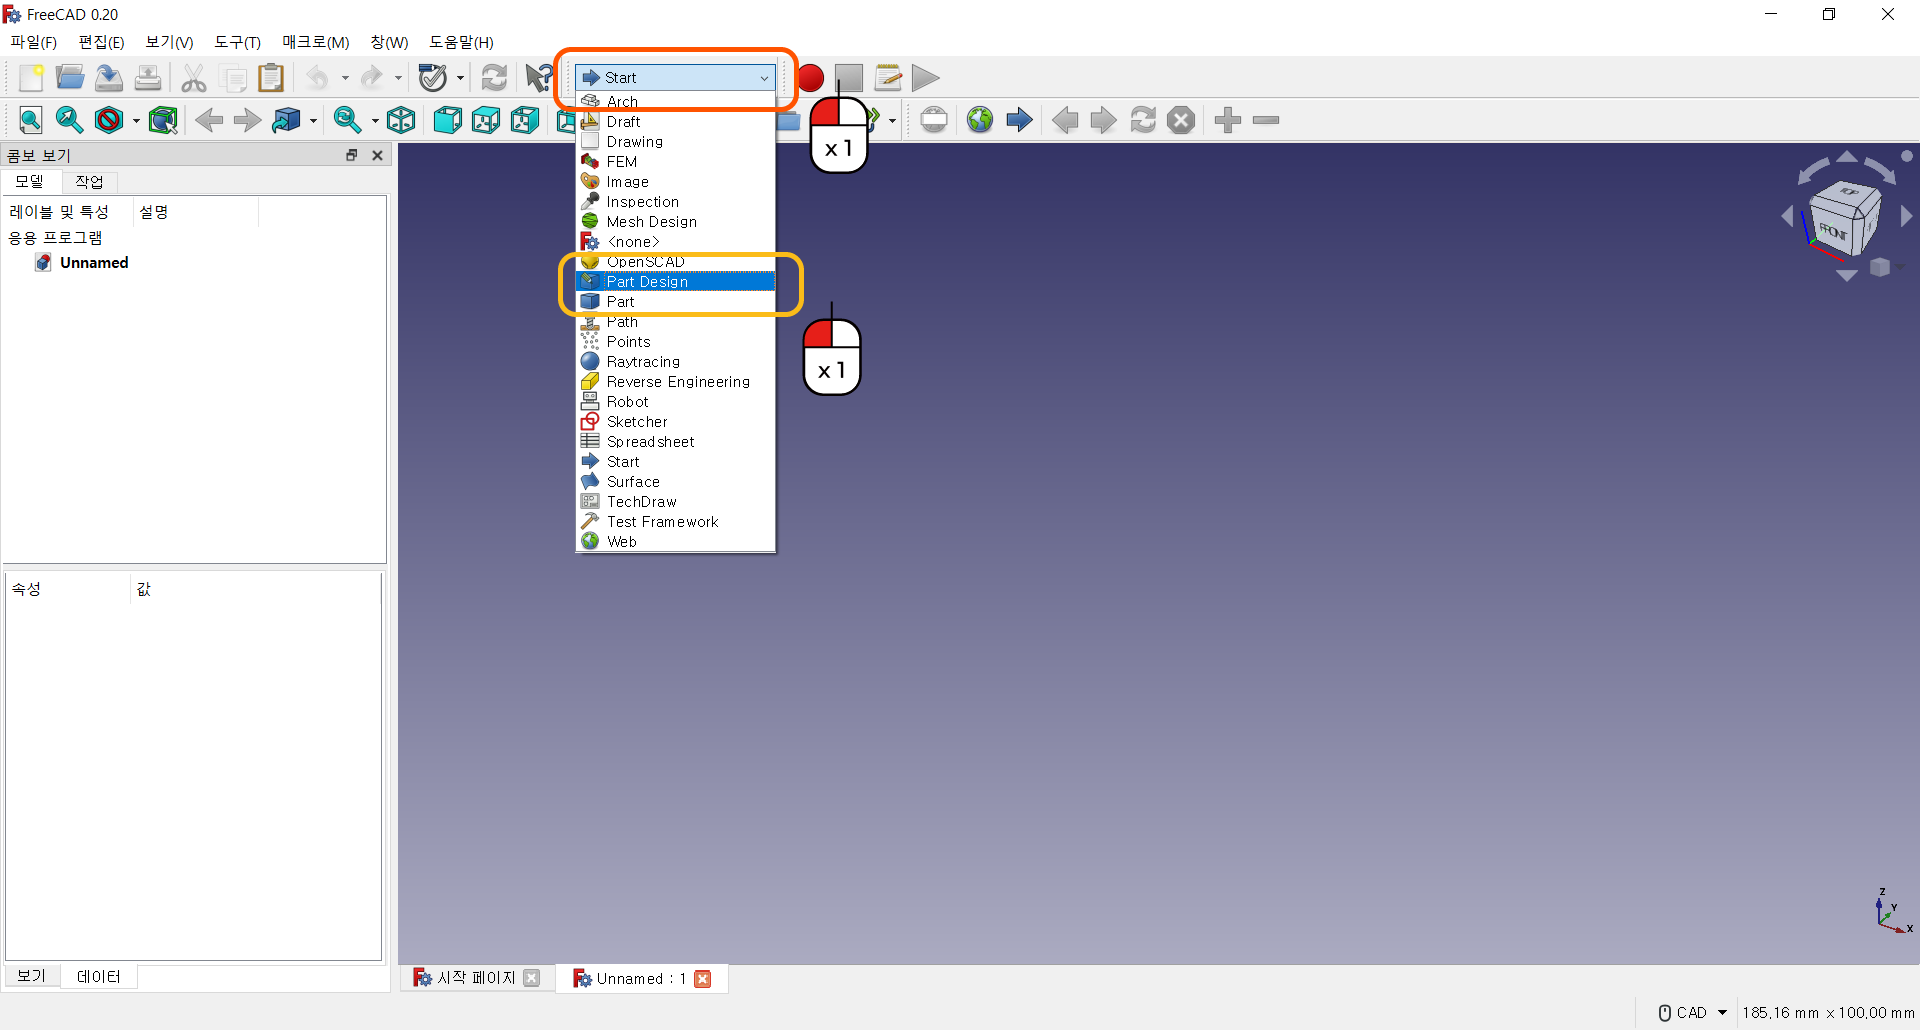 FreeCAD 0.20
파일(F) 편집(E) 보기(V) 도구(T) 매크로(M) 창(W) 도움말(H)
Start
Arch
Draft
Drawing
FEM
Image
Inspection
Mesh Design
<none>
OpenSCAD
Part Design
Part
Path
Points
Raytracing
Reverse Engineering
Robot
Sketcher
Spreadsheet
Start
Surface
TechDraw
Test Framework
Web
x 1
x 1
콤보 보기
모델 작업
레이블 및 특성 설명
응용 프로그램
Unnamed
속성 값
보기 데이터
TOP
FRONT
Z
Y
X
시작 페이지 Unnamed : 1
CAD 185,16 mm x 100,00 mm